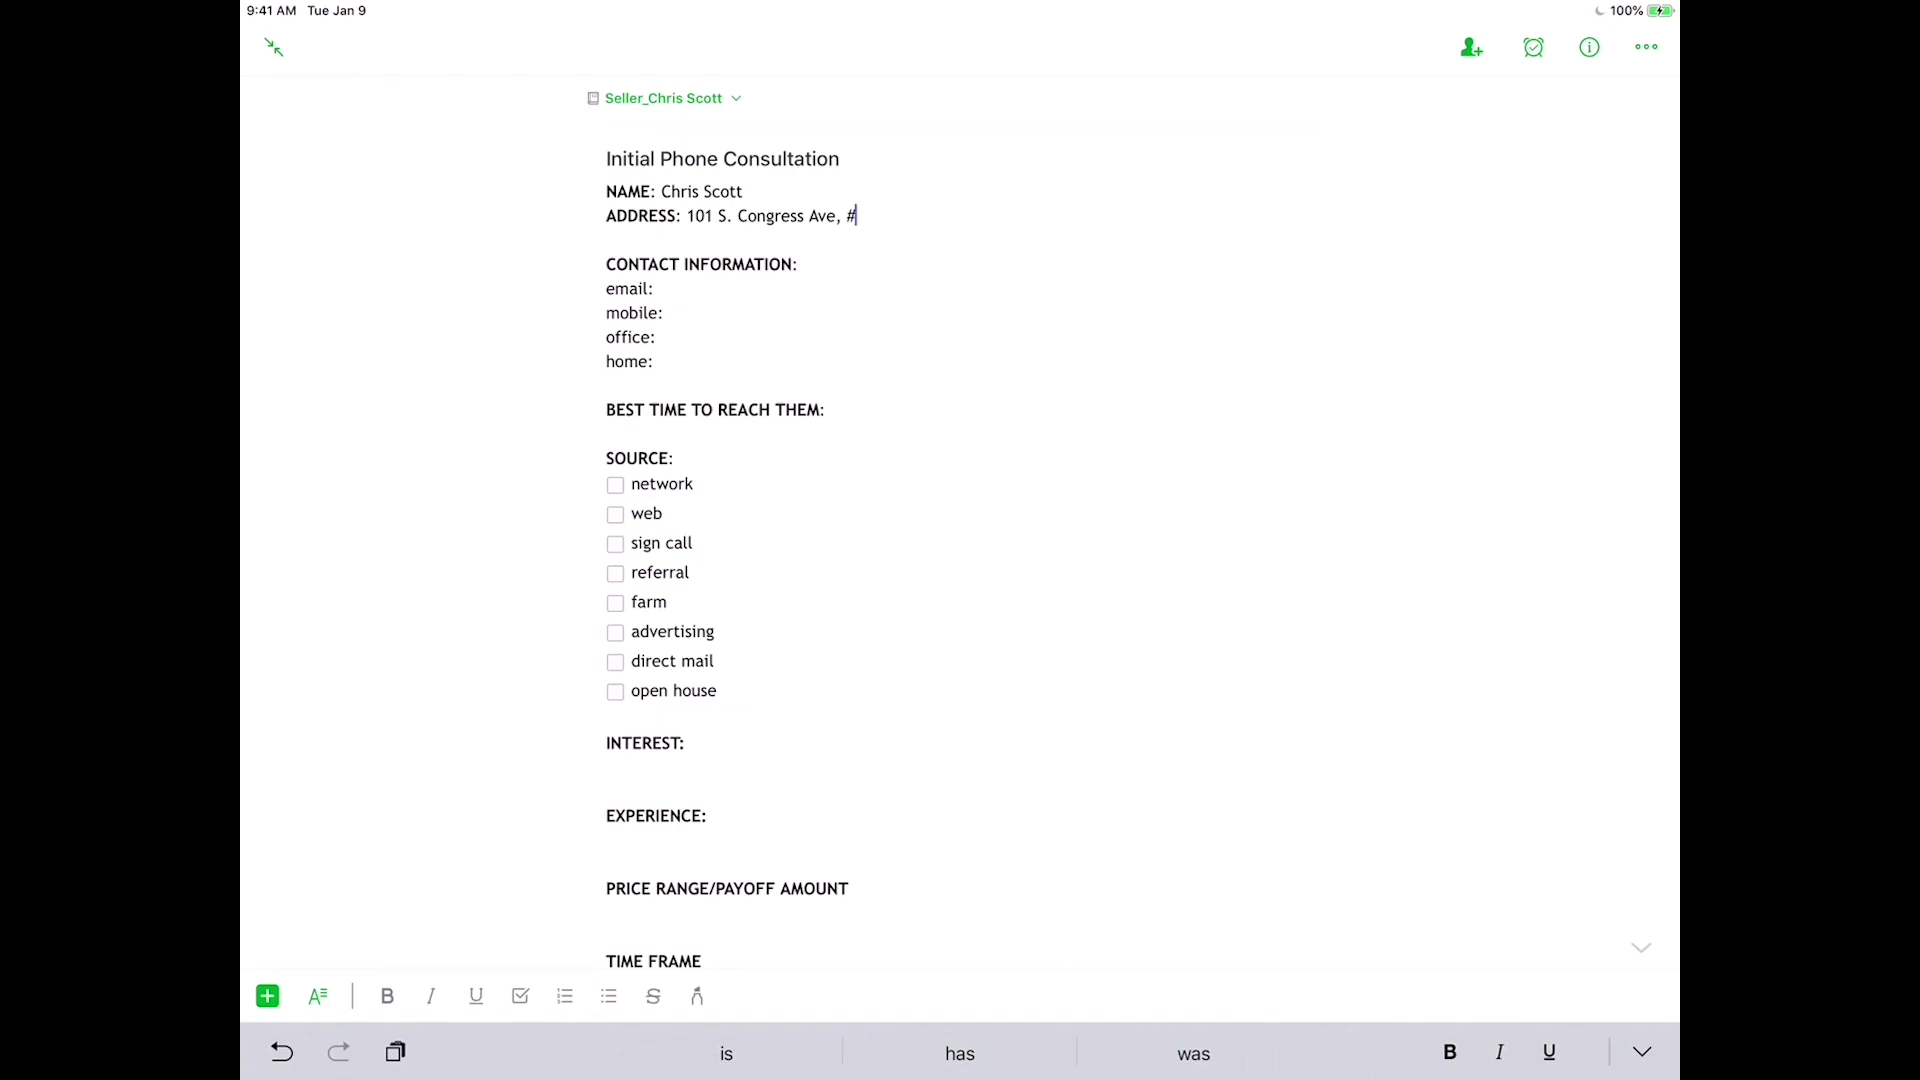 9:41 AM Tue Jan 9
100%
Seller_Chris Scott
Initial Phone Consultation
NAME: Chris Scott
ADDRESS: 101 S. Congress Ave, #
CONTACT INFORMATION:
email:
mobile:
office:
home:
BEST TIME TO REACH THEM:
SOURCE:
network
web
sign call
referral
farm
advertising
direct mail
open house
INTEREST:
EXPERIENCE:
PRICE RANGE/PAYOFF AMOUNT
TIME FRAME
A B I U S
is has was B I U